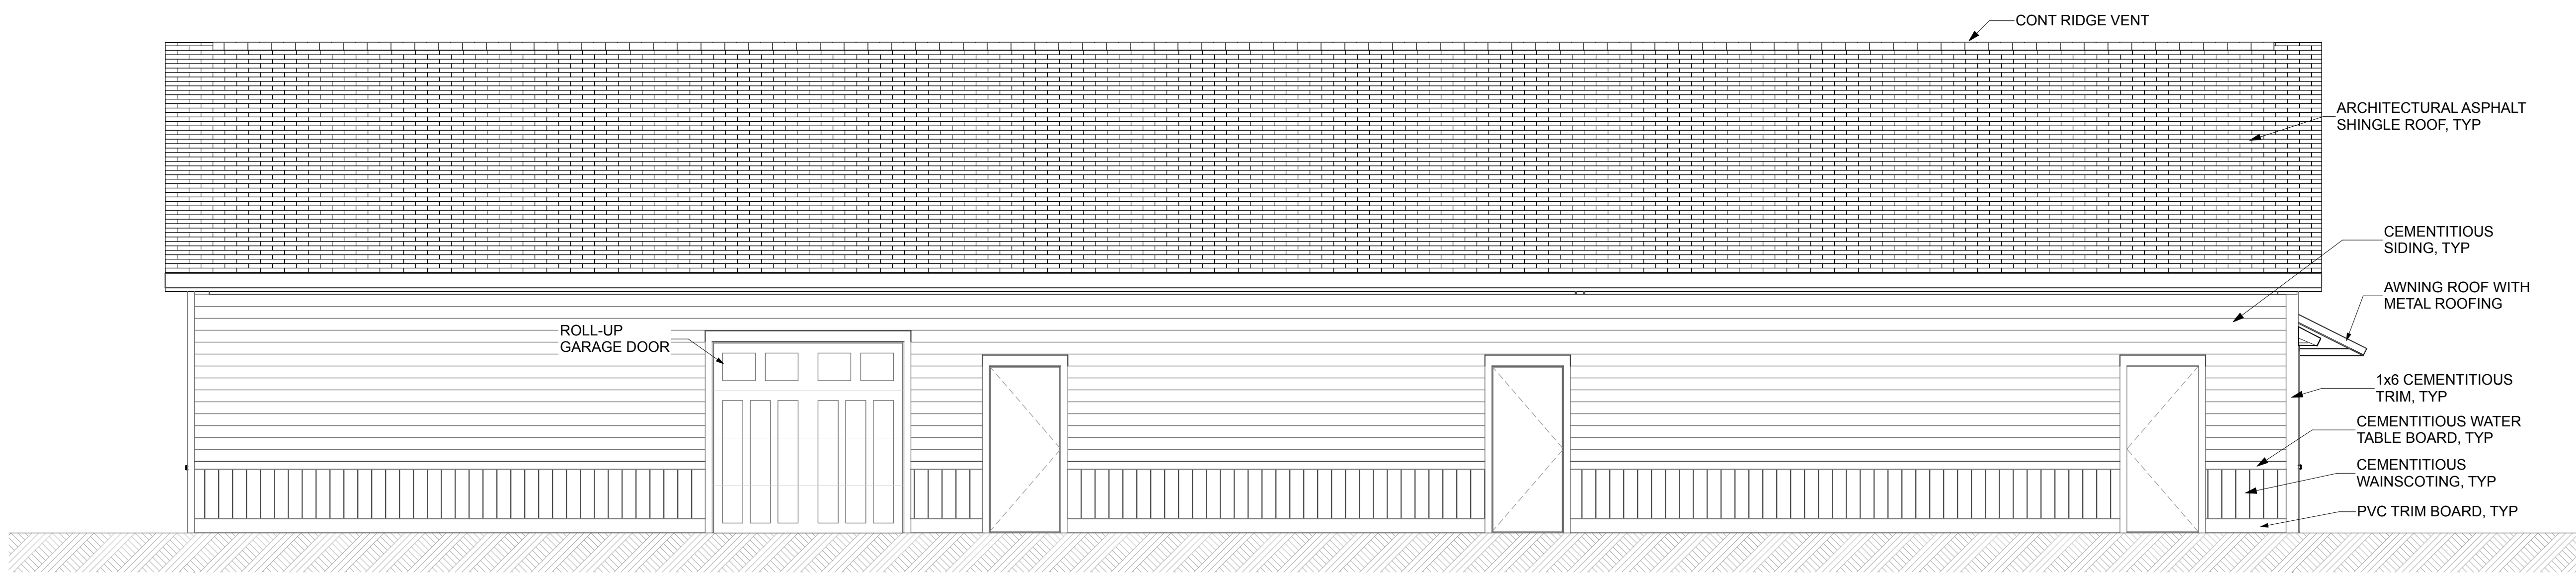 CONT RIDGE VENT
ARCHITECTURAL ASPHALT
SHINGLE ROOF, TYP
CEMENTITIOUS
SIDING, TYP
AWNING ROOF WITH
METAL ROOFING
ROLL-UP
GARAGE DOOR
1x6 CEMENTITIOUS
TRIM, TYP
CEMENTITIOUS WATER
TABLE BOARD, TYP
CEMENTITIOUS
WAINSCOTING, TYP
PVC TRIM BOARD, TYP